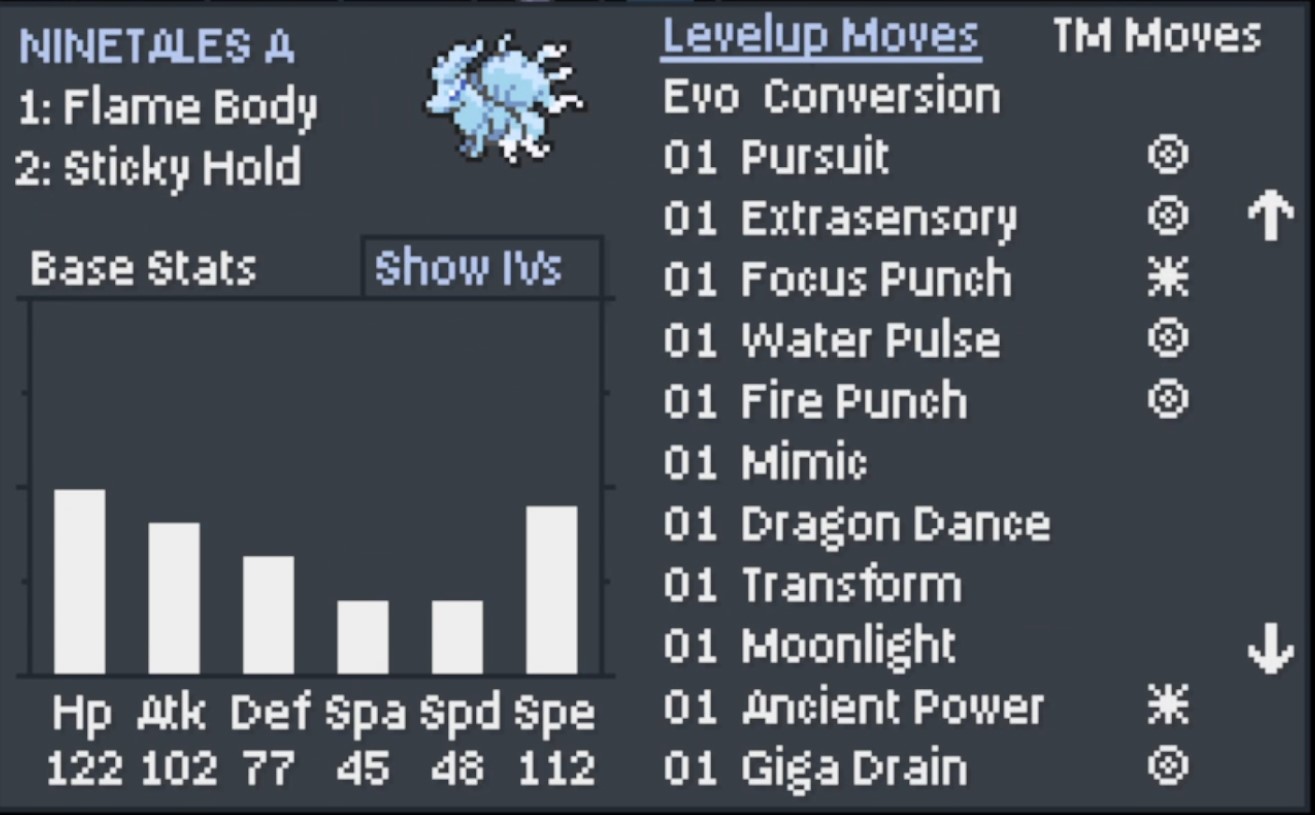 NINETALES A
1: Flame Body
2: Sticky Hold
Base Stats
Show IVs
Hp Atk Def Spa Spd Spe
122 102 77 45 48 112
Levelup Moves
TM Moves
Evo Conversion
01 Pursuit
01 Extrasensory
01 Focus Punch
01 Water Pulse
01 Fire Punch
01 Mimic
01 Dragon Dance
01 Transform
01 Moonlight
01 Ancient Power
01 Giga Drain